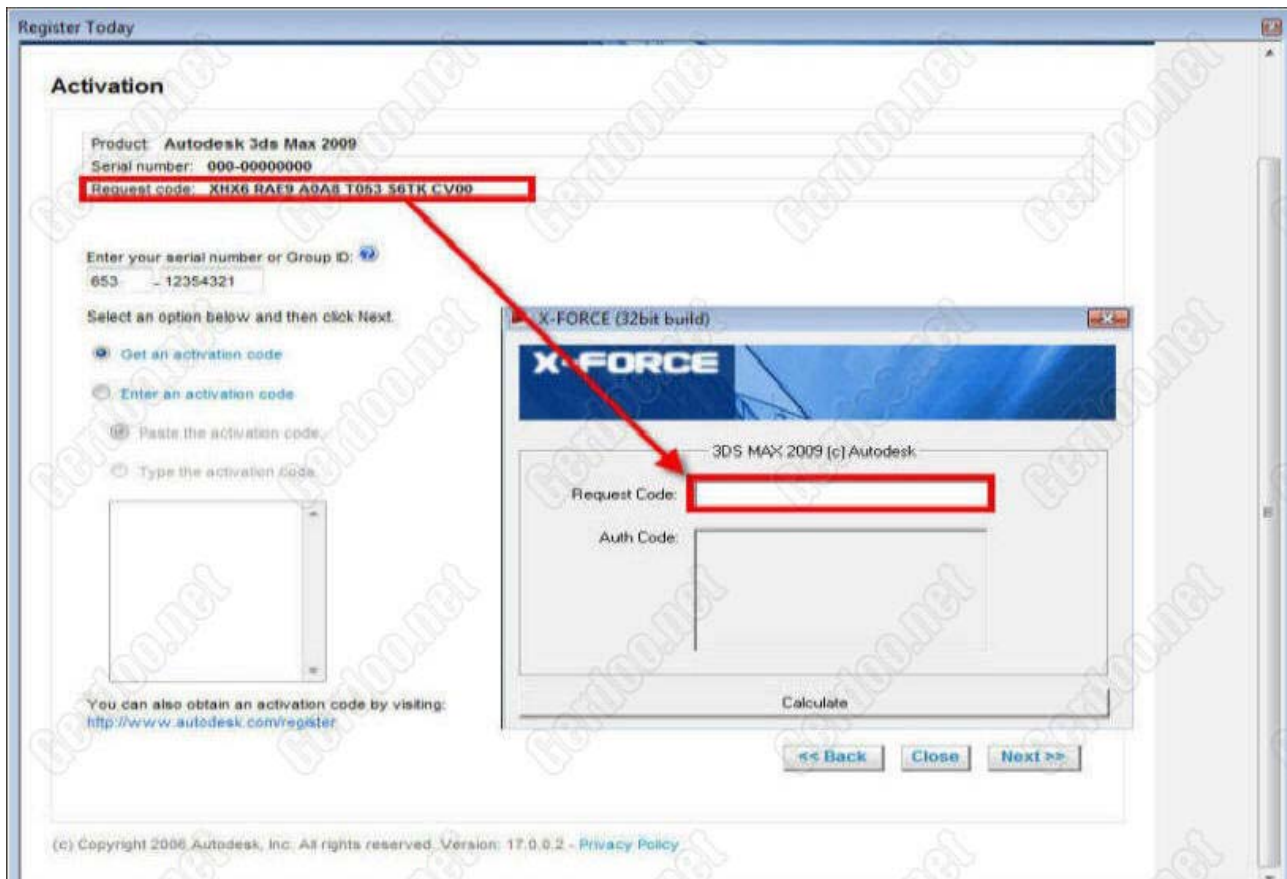 Register Today
Activation
Product: Autodesk 3ds Max 2009
Serial number: 000-00000000
Request code: XHX6 RAE9 A0A8 T053 S6TK CV00
Enter your serial number or Group ID:
653 - 12354321
Select an option below and then click Next.
Get an activation code
Enter an activation code
Paste the activation code.
Type the activation code.
You can also obtain an activation code by visiting:
http://www.autodesk.com/register
X-FORCE (32bit build)
X-FORCE
3DS MAX 2009 [c] Autodesk
Request Code:
Auth Code:
Calculate
<< Back Close Next >>
(c) Copyright 2006 Autodesk, Inc. All rights reserved. Version: 17.0.0.2 - Privacy Policy
Gerdoo.net